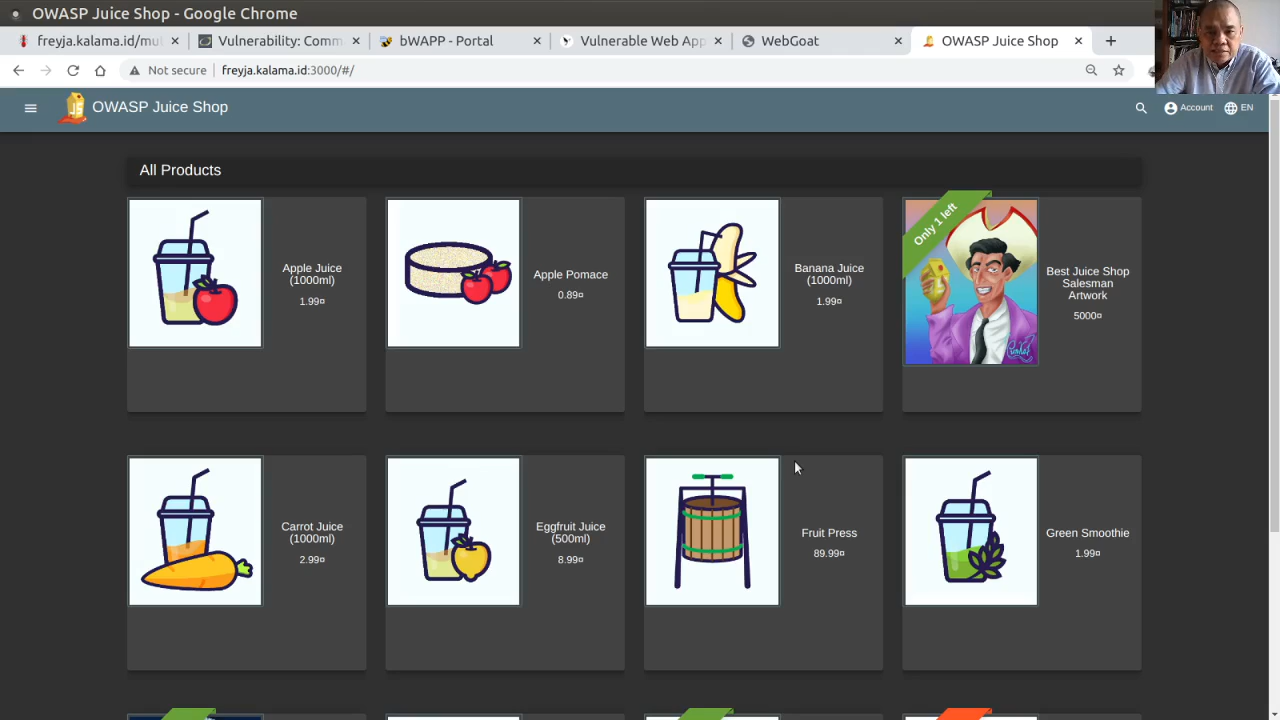 OWASP Juice Shop - Google Chrome
freyja.kalama.id/mut
Vulnerability: Comm
bWAPP - Portal
Vulnerable Web App
WebGoat
OWASP Juice Shop
Not secure
freyja.kalama.id:3000/#/
OWASP Juice Shop
Account
EN
All Products
Apple Juice
(1000ml)
1.99¤
Apple Pomace
0.89¤
Banana Juice
(1000ml)
1.99¤
Only 1 left
Best Juice Shop
Salesman
Artwork
5000¤
Carrot Juice
(1000ml)
2.99¤
Eggfruit Juice
(500ml)
8.99¤
Fruit Press
89.99¤
Green Smoothie
1.99¤